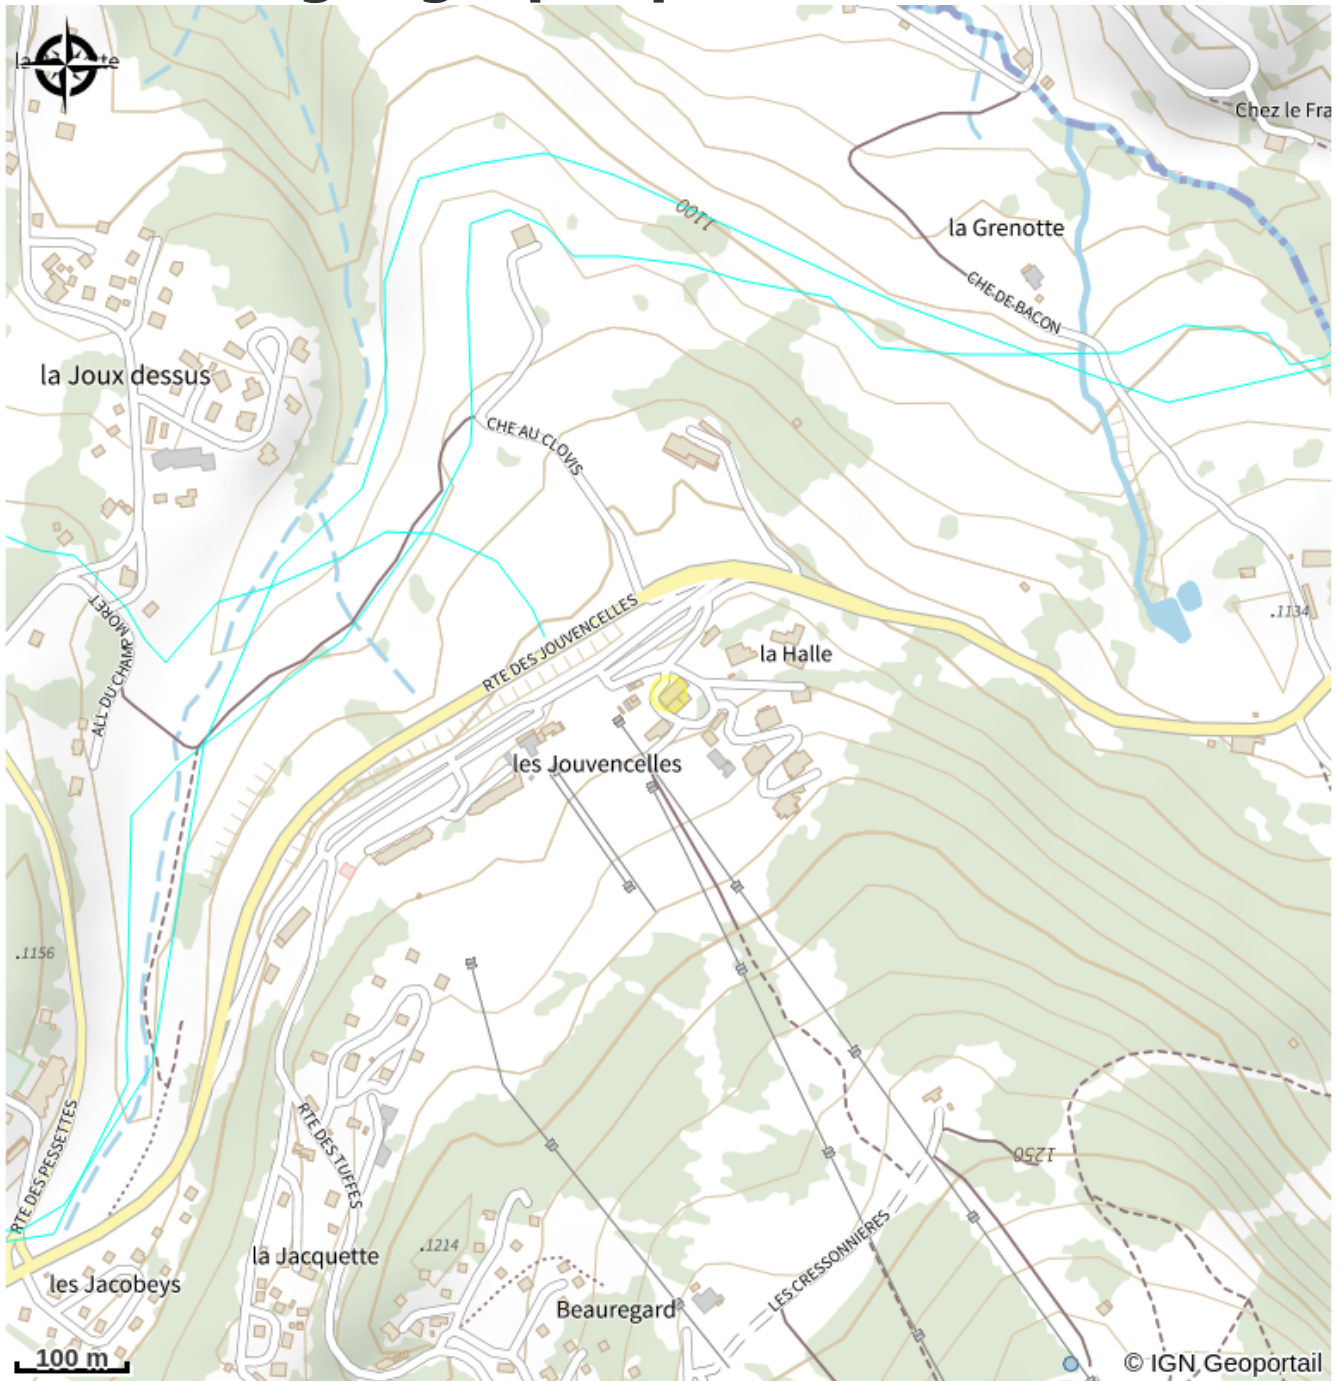 Chez le Fra
1100
la Grenotte
CHE-DE-BACON
la Joux dessus
CHE AU CLOVIS
ALL DU CHAMP MORET
RTE DES JOUVENCELLES
.1134
la Halle
les Jouvencelles
.1156
RTE DES PESSETTES
RTE DES TUFFES
1250
LES CRESSONNIERES
.1214
la Jacquette
les Jacobeys
Beauregard
100 m
© IGN Geoportail